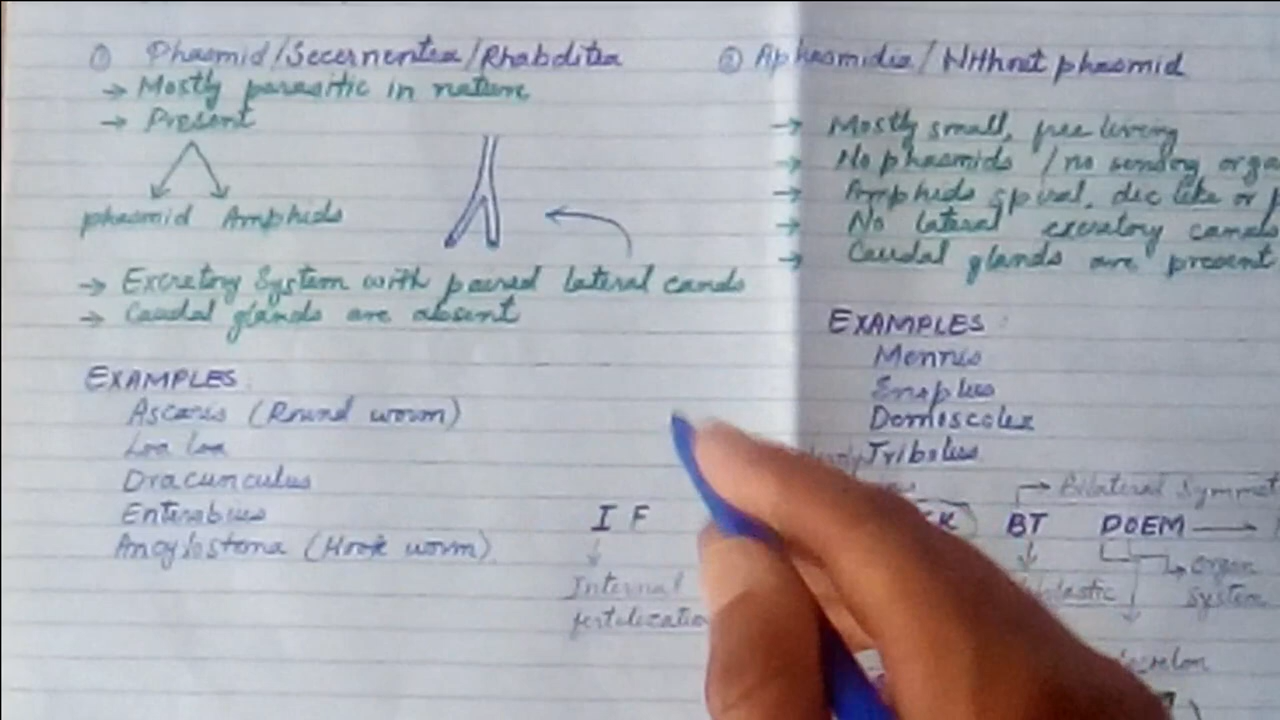 ① Phasmid/Secernentea/Rhabditea
→ Mostly parasitic in nature
→ Present
phasmid Amphids
→ Excretory System with paired lateral canals
→ Caudal glands are absent
EXAMPLES
Ascaris (Round worm)
Loa loa
Dracunculus
Enterobius
Ancylostoma (Hook worm)
② Aphasmidia/Without phasmid
→ Mostly small, free living
→ No phasmids / no sensory orga
→ Amphids spiral, disc like or p
→ No lateral excretory canals
→ Caudal glands are present
EXAMPLES:
Mermis
Enoplus
Desmoscolex
Tribolus
I F
Internal
fertilization
→ Bilateral Symmet
BT DOEM →
organ
system